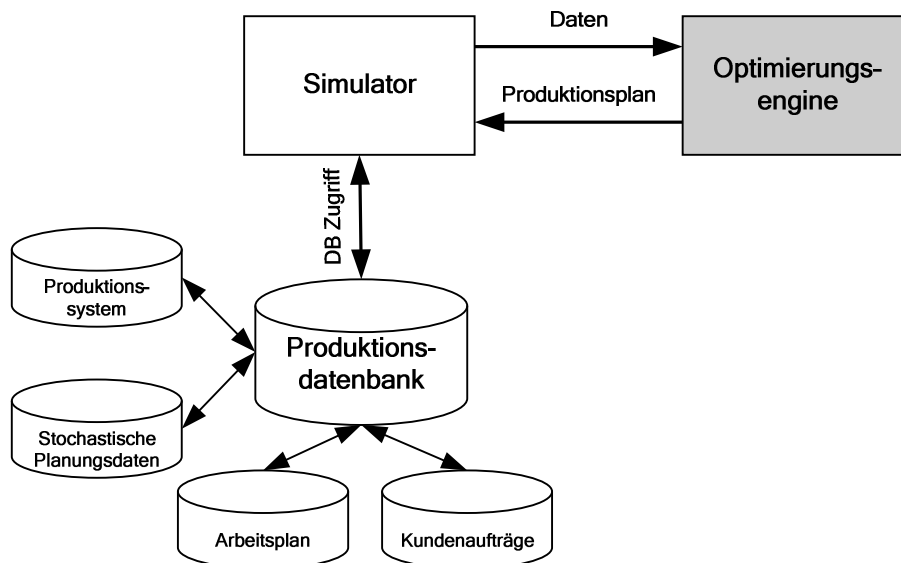 Daten
Simulator
Optimierungs-
engine
Produktionsplan
DB Zugriff
Produktions-
system
Produktions-
datenbank
Stochastische
Planungsdaten
Arbeitsplan
Kundenaufträge